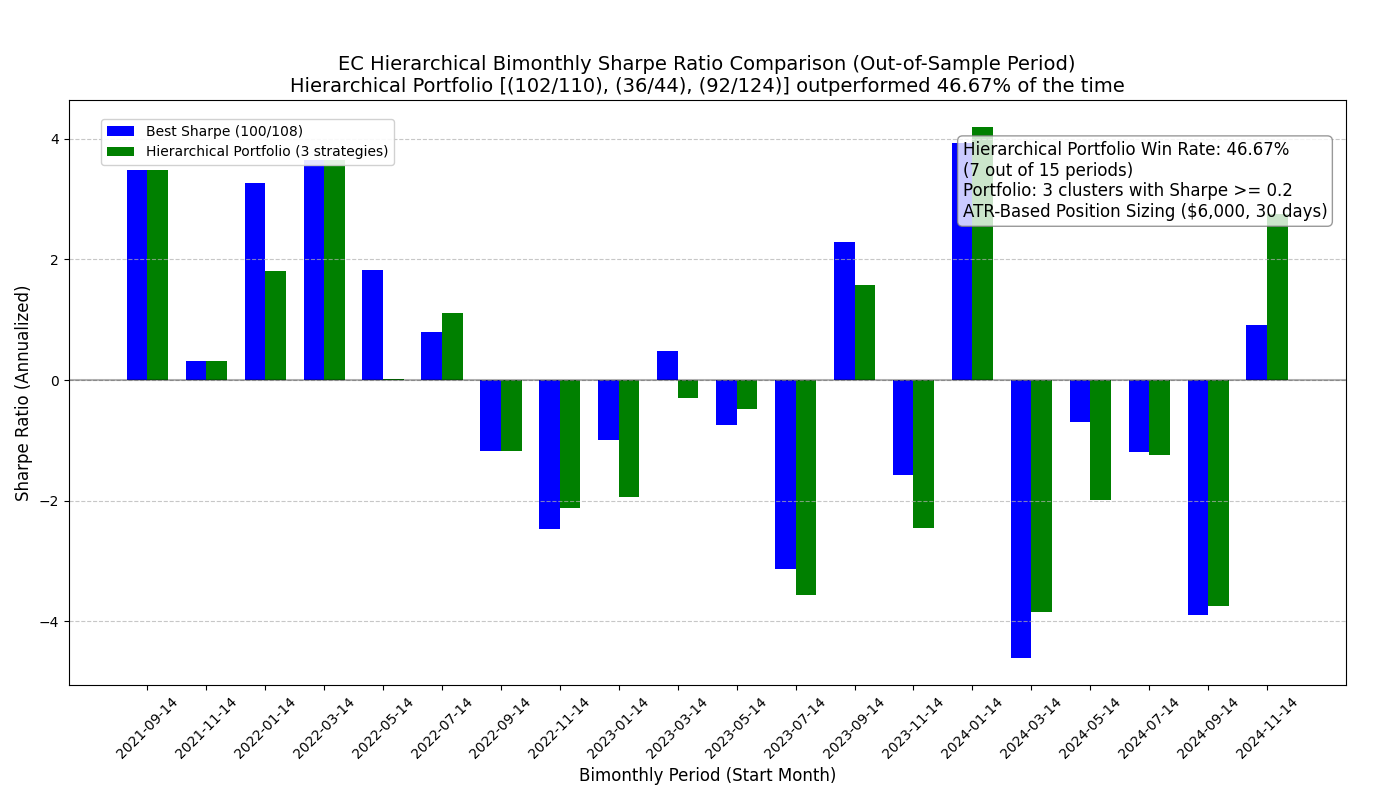 EC Hierarchical Bimonthly Sharpe Ratio Comparison (Out-of-Sample Period)
Hierarchical Portfolio [(102/110), (36/44), (92/124)] outperformed 46.67% of the time
Best Sharpe (100/108)
Hierarchical Portfolio (3 strategies)
Hierarchical Portfolio Win Rate: 46.67%
(7 out of 15 periods)
Portfolio: 3 clusters with Sharpe >= 0.2
ATR-Based Position Sizing ($6,000, 30 days)
Sharpe Ratio (Annualized)
4
2
0
−2
−4
2021-09-14
2021-11-14
2022-01-14
2022-03-14
2022-05-14
2022-07-14
2022-09-14
2022-11-14
2023-01-14
2023-03-14
2023-05-14
2023-07-14
2023-09-14
2023-11-14
2024-01-14
2024-03-14
2024-05-14
2024-07-14
2024-09-14
2024-11-14
Bimonthly Period (Start Month)